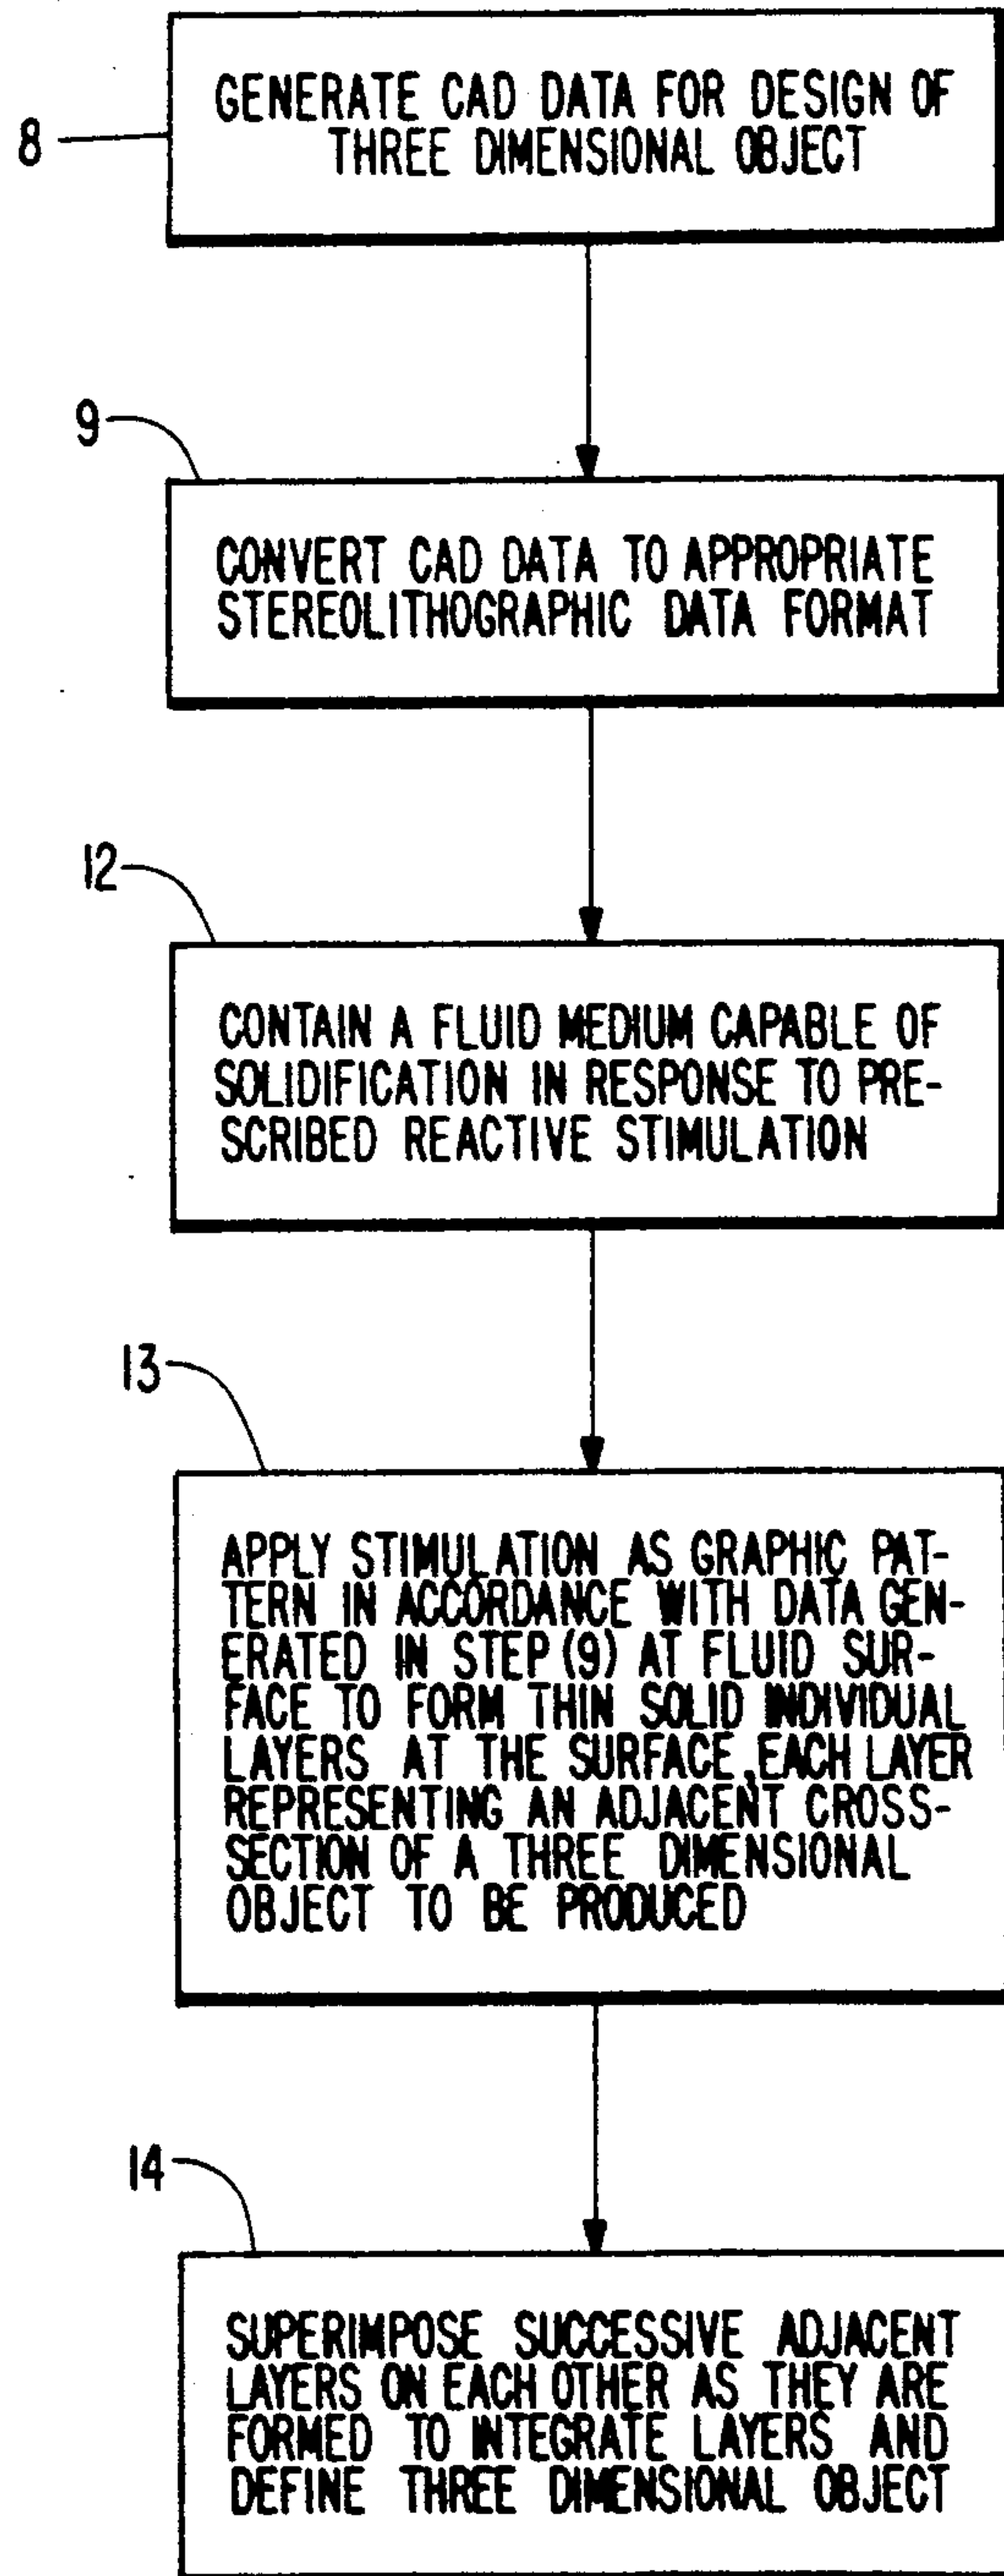 8
GENERATE CAD DATA FOR DESIGN OF
THREE DIMENSIONAL OBJECT
9
CONVERT CAD DATA TO APPROPRIATE
STEREOLITHOGRAPHIC DATA FORMAT
12
CONTAIN A FLUID MEDIUM CAPABLE OF
SOLIDIFICATION IN RESPONSE TO PRE-
SCRIBED REACTIVE STIMULATION
13
APPLY STIMULATION AS GRAPHIC PAT-
TERN IN ACCORDANCE WITH DATA GEN-
ERATED IN STEP (9) AT FLUID SUR-
FACE TO FORM THIN SOLID INDIVIDUAL
LAYERS AT THE SURFACE, EACH LAYER
REPRESENTING AN ADJACENT CROSS-
SECTION OF A THREE DIMENSIONAL
OBJECT TO BE PRODUCED
14
SUPERIMPOSE SUCCESSIVE ADJACENT
LAYERS ON EACH OTHER AS THEY ARE
FORMED TO INTEGRATE LAYERS AND
DEFINE THREE DIMENSIONAL OBJECT